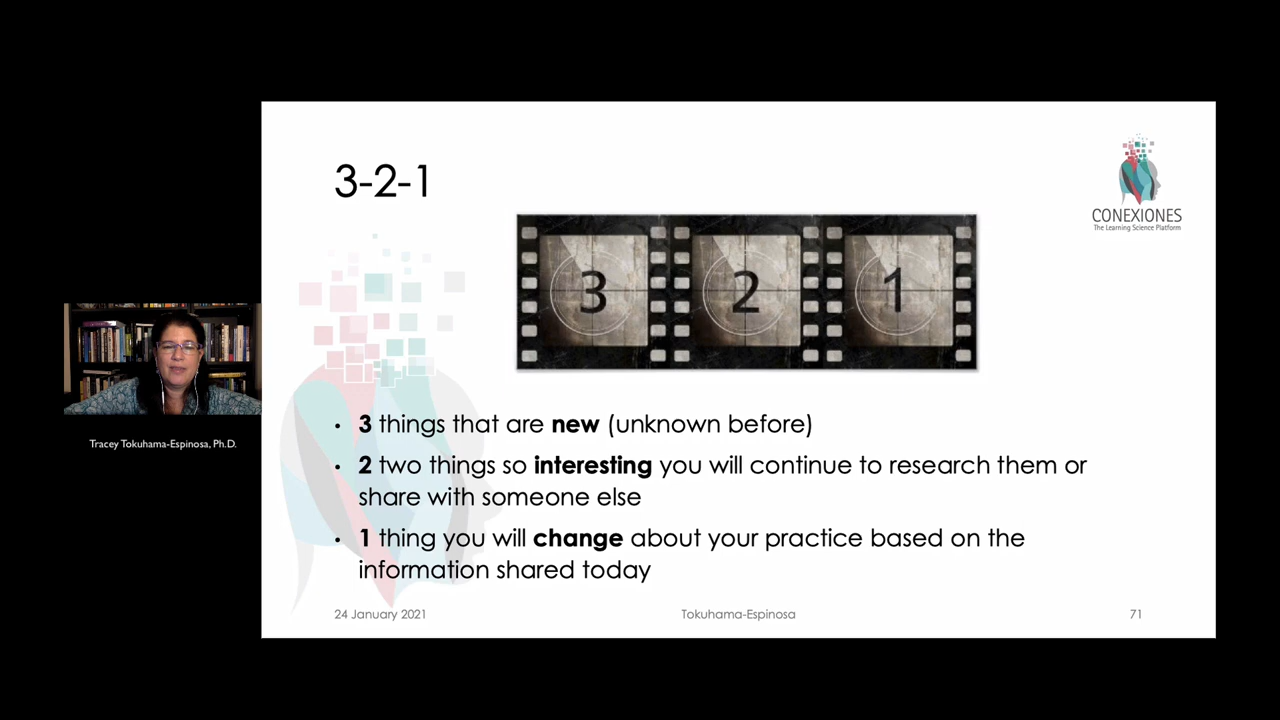 3-2-1
CONEXIONES
The Learning Science Platform
3 2 1
• 3 things that are new (unknown before)
• 2 two things so interesting you will continue to research them or
share with someone else
• 1 thing you will change about your practice based on the
information shared today
Tracey Tokuhama-Espinosa, Ph.D.
24 January 2021 Tokuhama-Espinosa 71